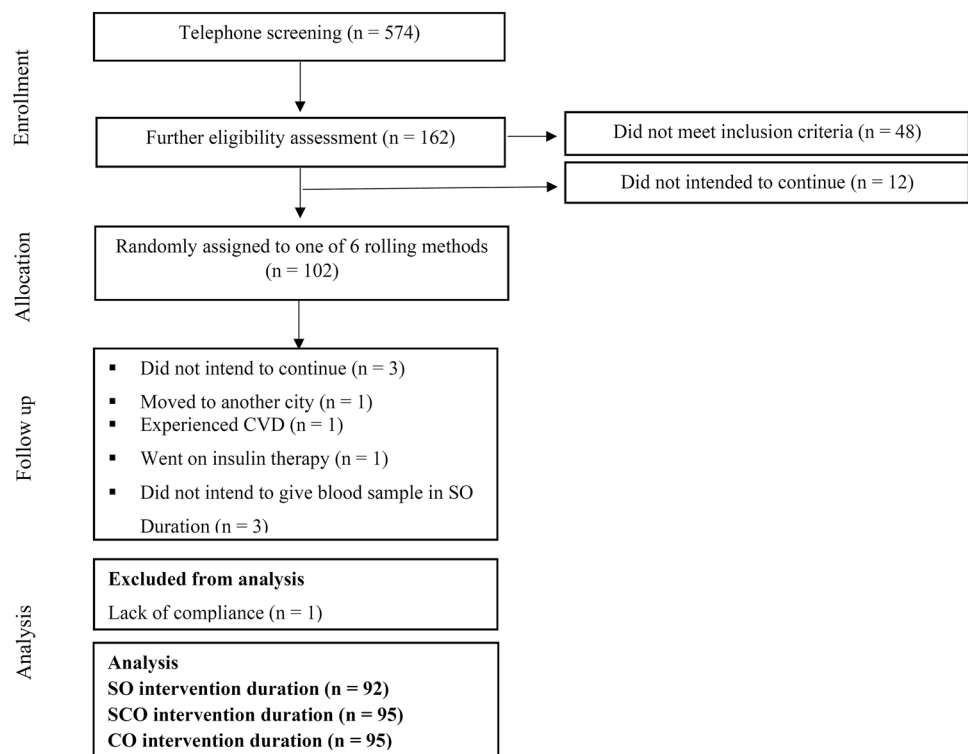 Enrollment
Telephone screening (n = 574)
Further eligibility assessment (n = 162)
Did not meet inclusion criteria (n = 48)
Did not intended to continue (n = 12)
Allocation
Randomly assigned to one of 6 rolling methods
(n = 102)
Follow up
▪ Did not intend to continue (n = 3)
▪ Moved to another city (n = 1)
▪ Experienced CVD (n = 1)
▪ Went on insulin therapy (n = 1)
▪ Did not intend to give blood sample in SO
Duration (n = 3)
Analysis
Excluded from analysis
Lack of compliance (n = 1)
Analysis
SO intervention duration (n = 92)
SCO intervention duration (n = 95)
CO intervention duration (n = 95)